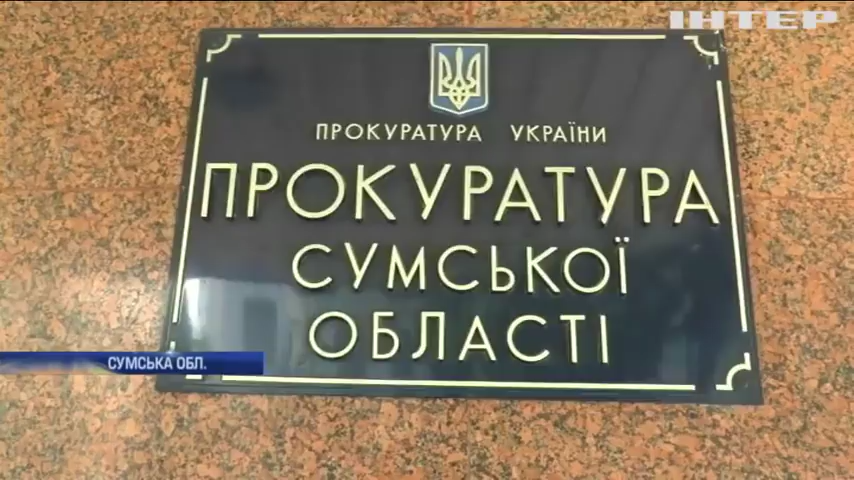 ІНТЕР
ПРОКУРАТУРА УКРАЇНИ
ПРОКУРАТУРА
СУМСЬКОЇ
ОБЛАСТІ
СУМСЬКА ОБЛ.